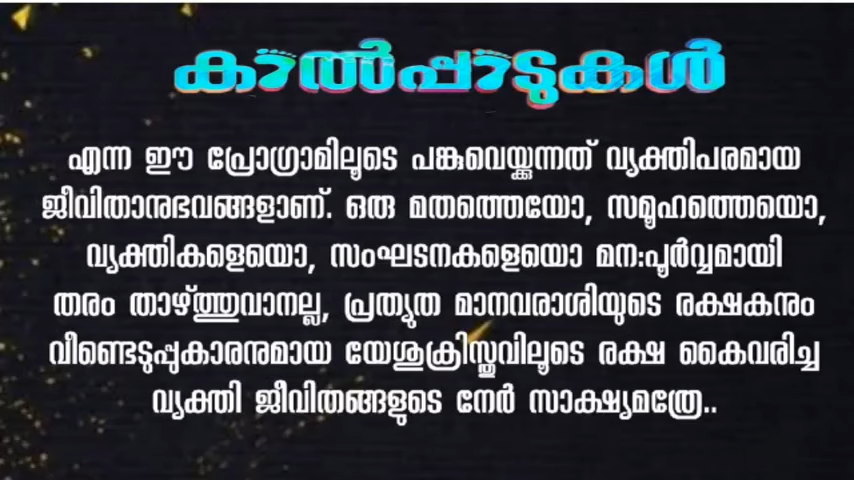 കാൽപ്പാടുകൾ
എന്ന ഈ പ്രോഗ്രാമിലൂടെ പങ്കുവെയ്ക്കുന്നത് വ്യക്തിപരമായ
ജീവിതാനുഭവങ്ങളാണ്. ഒരു മതത്തെയോ, സമൂഹത്തെയൊ,
വ്യക്തികളെയൊ, സംഘടനകളെയൊ മന:പൂർവ്വമായി
തരം താഴ്ത്തുവാനല്ല, പ്രത്യുത മാനവരാശിയുടെ രക്ഷകനും
വീണ്ടെടുപ്പുകാരനുമായ യേശുക്രിസ്തുവിലൂടെ രക്ഷ കൈവരിച്ച
വ്യക്തി ജീവിതങ്ങളുടെ നേർ സാക്ഷ്യമത്രേ..